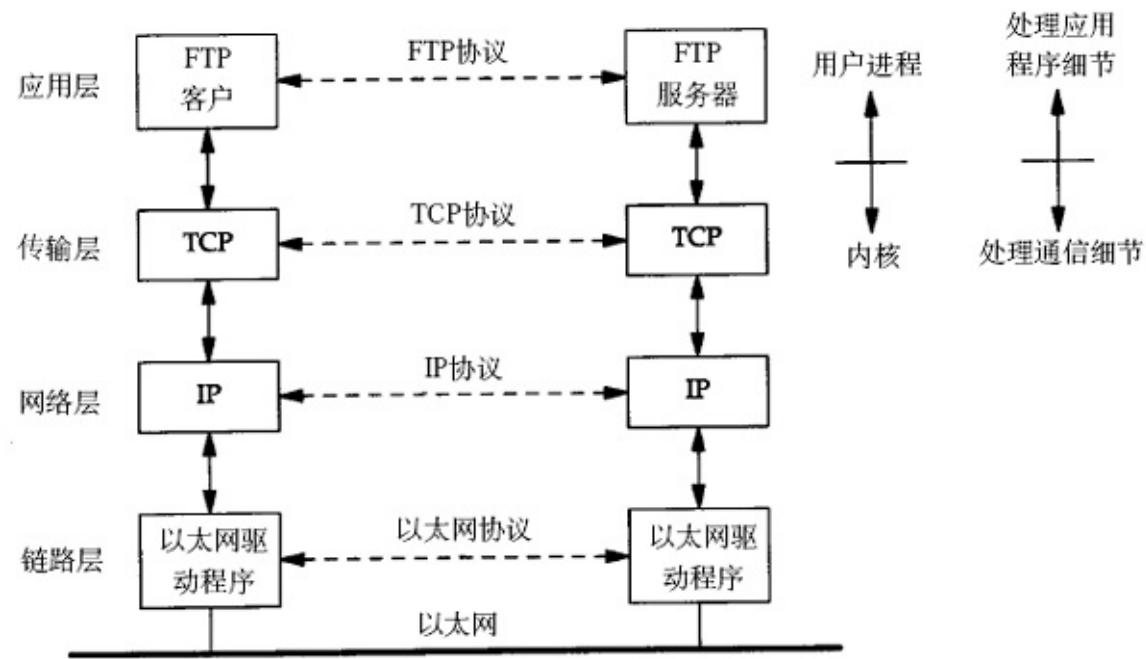 应用层
FTP
客户
FTP协议
FTP
服务器
用户进程
处理应用
程序细节
传输层
TCP
TCP协议
TCP
内核
处理通信细节
网络层
IP
IP协议
IP
链路层
以太网驱
动程序
以太网协议
以太网驱
动程序
以太网